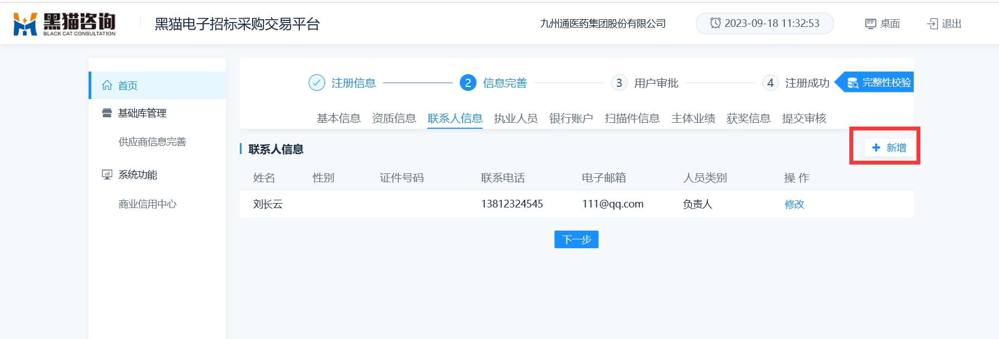 黑猫咨询
BLACK CAT CONSULTATION
黑猫电子招标采购交易平台
九州通医药集团股份有限公司
2023-09-18 11:32:53
桌面
退出
首页
基础库管理
供应商信息完善
系统功能
商业信用中心
注册信息 2 信息完善 3 用户审批 4 注册成功 完整性校验
基本信息 资质信息 联系人信息 执业人员 银行账户 扫描件信息 主体业绩 获奖信息 提交审核
联系人信息
新增
姓名 性别 证件号码 联系电话 电子邮箱 人员类别 操 作
刘长云 13812324545 111@qq.com 负责人 修改
下一步